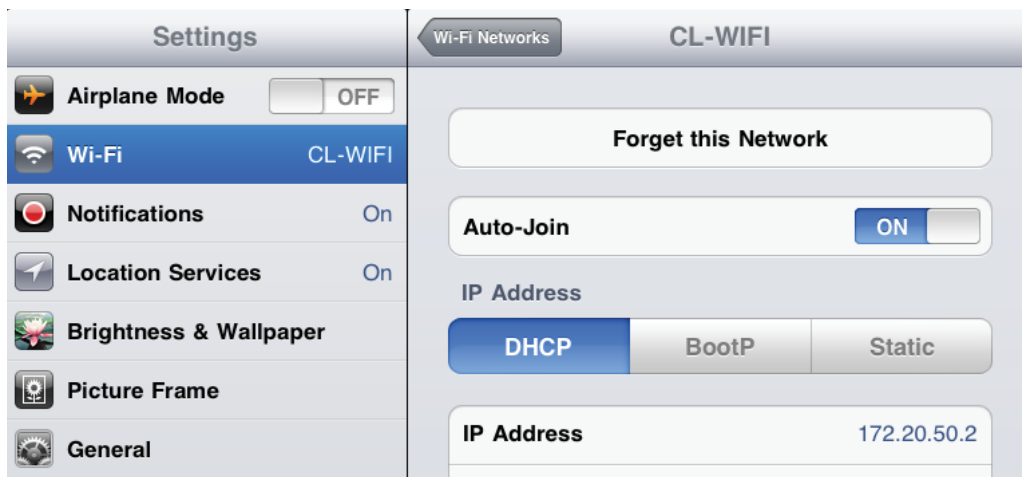 Settings
Airplane Mode OFF
Wi-Fi CL-WIFI
Notifications On
Location Services On
Brightness & Wallpaper
Picture Frame
General
Wi-Fi Networks CL-WIFI
Forget this Network
Auto-Join ON
IP Address
DHCP BootP Static
IP Address 172.20.50.2